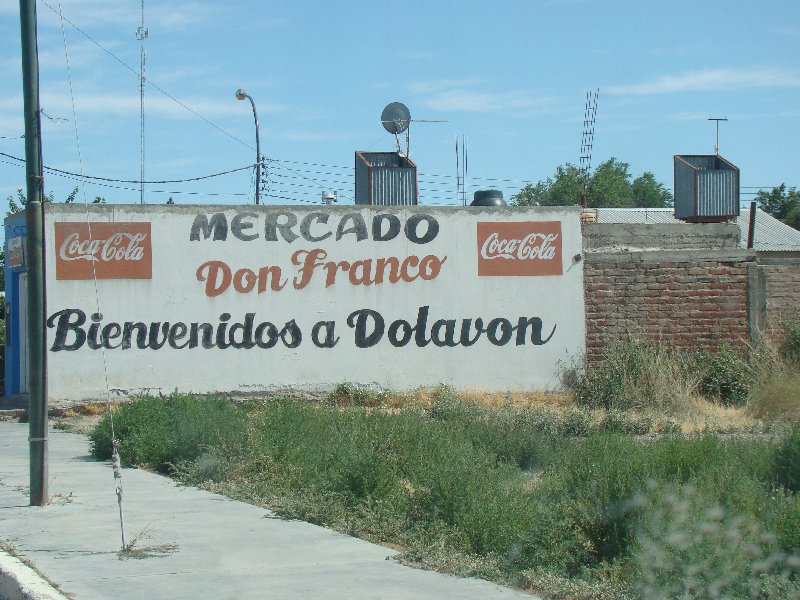 MERCADO
Coca-Cola
Coca-Cola
Don Franco
Bienvenidos a Dolavon